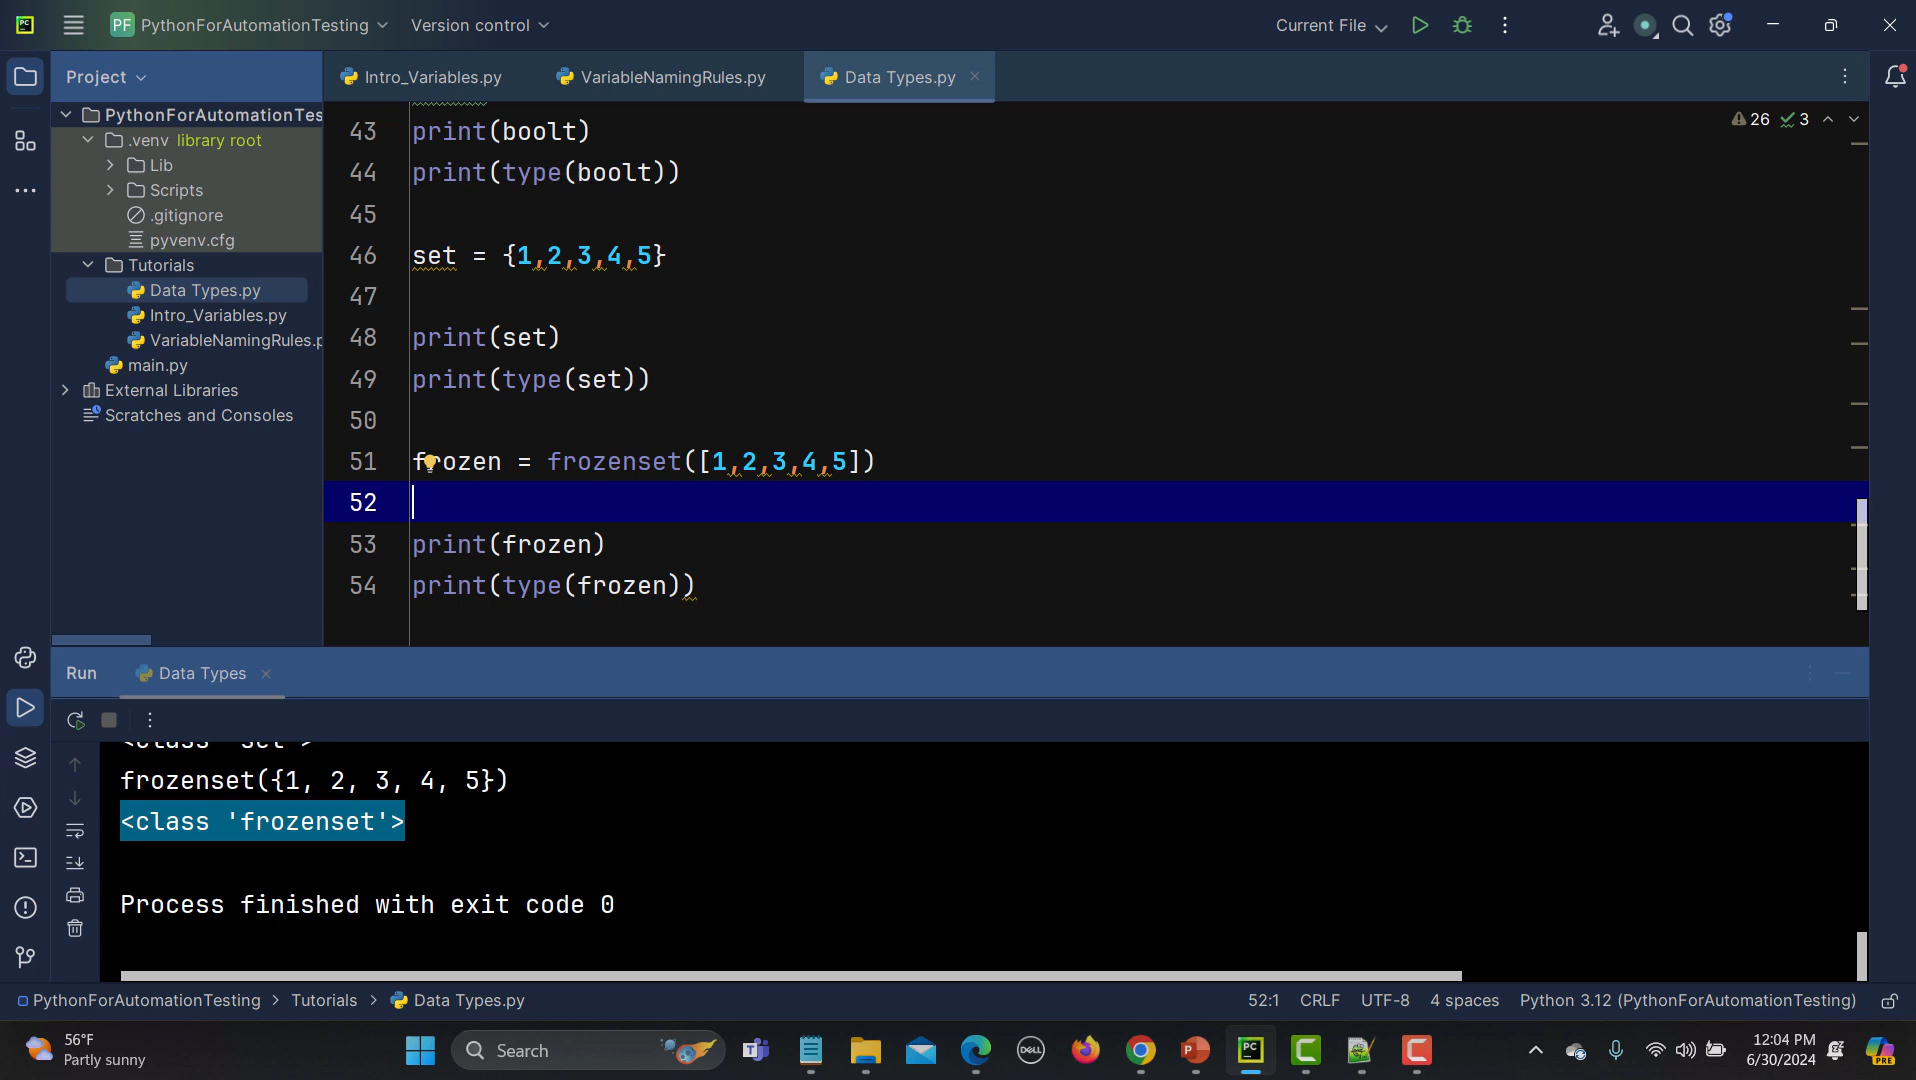 PF PythonForAutomationTesting Version control Current File
Project
Intro_Variables.py VariableNamingRules.py Data Types.py
PythonForAutomationTes
.venv library root
Lib
Scripts
.gitignore
pyvenv.cfg
Tutorials
Data Types.py
Intro_Variables.py
VariableNamingRules.p
main.py
External Libraries
Scratches and Consoles
26 3
43 print(boolt)
44 print(type(boolt))
45
46 set = {1,2,3,4,5}
47
48 print(set)
49 print(type(set))
50
51 frozen = frozenset([1,2,3,4,5])
52
53 print(frozen)
54 print(type(frozen))
Run Data Types
<class 'set'>
frozenset({1, 2, 3, 4, 5})
<class 'frozenset'>
Process finished with exit code 0
PythonForAutomationTesting > Tutorials > Data Types.py 52:1 CRLF UTF-8 4 spaces Python 3.12 (PythonForAutomationTesting)
56°F
Partly sunny
Search
DELL
12:04 PM
6/30/2024
PRE